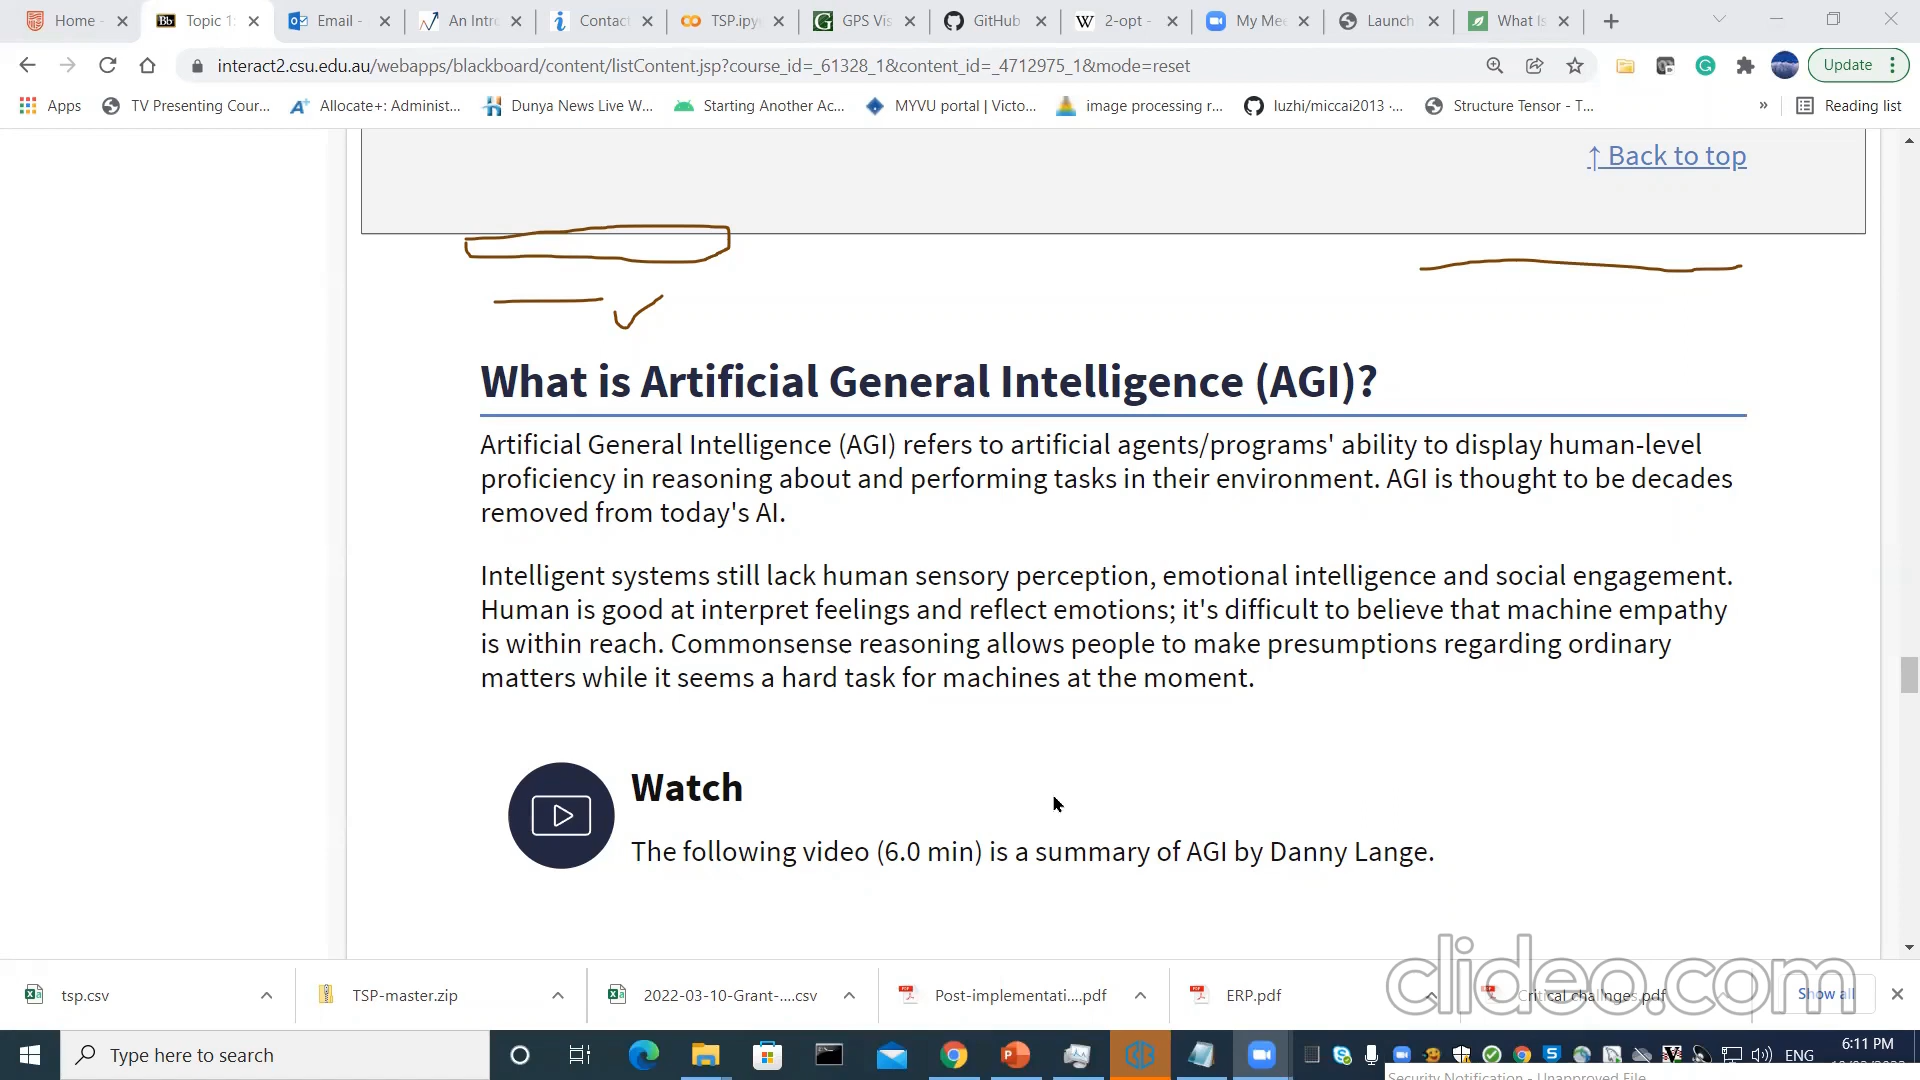 Home -
Topic 1:
Email -
An Intro
Contact
TSP.ipy
GPS Vis
GitHub
2-opt -
My Mee
Launch
What Is
interact2.csu.edu.au/webapps/blackboard/content/listContent.jsp?course_id=_61328_1&content_id=_4712975_1&mode=reset
Update
Apps
TV Presenting Cour...
Allocate+: Administ...
Dunya News Live W...
Starting Another Ac...
MYVU portal | Victo...
image processing r...
luzhi/miccai2013 ·...
Structure Tensor - T...
»
Reading list
↑ Back to top
What is Artificial General Intelligence (AGI)?
Artificial General Intelligence (AGI) refers to artificial agents/programs' ability to display human-level
proficiency in reasoning about and performing tasks in their environment. AGI is thought to be decades
removed from today's AI.
Intelligent systems still lack human sensory perception, emotional intelligence and social engagement.
Human is good at interpret feelings and reflect emotions; it's difficult to believe that machine empathy
is within reach. Commonsense reasoning allows people to make presumptions regarding ordinary
matters while it seems a hard task for machines at the moment.
Watch
The following video (6.0 min) is a summary of AGI by Danny Lange.
tsp.csv
TSP-master.zip
2022-03-10-Grant-....csv
Post-implementati....pdf
ERP.pdf
Critical challnges.pdf
Show all
clideo.com
Type here to search
ENG
6:11 PM
Security Notification - Unapproved File